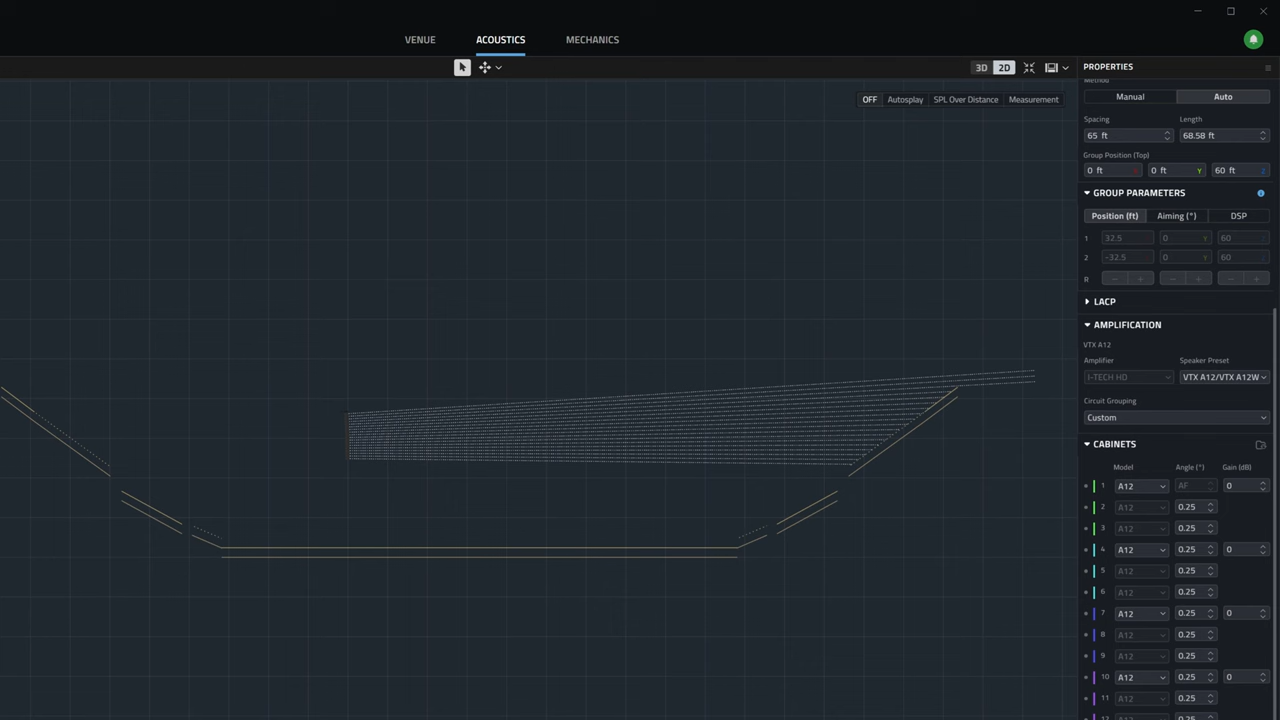 VENUE ACOUSTICS MECHANICS
3D 2D
PROPERTIES
OFF Autoplay SPL Over Distance Measurement
Method
Manual Auto
Spacing Length
65 ft 68.58 ft
Group Position (Top)
0 ft X 0 ft Y 60 ft Z
GROUP PARAMETERS
Position (ft) Aiming (°) DSP
1 32.5 0 Y 60
2 -32.5 0 Y 60
R − + − + − +
LACP
AMPLIFICATION
VTX A12
Amplifier Speaker Preset
I-TECH HD VTX A12/VTX A12W
Circuit Grouping
Custom
CABINETS
Model Angle (°) Gain (dB)
1 A12 AF 0
2 A12 0.25
3 A12 0.25
4 A12 0.25 0
5 A12 0.25
6 A12 0.25
7 A12 0.25 0
8 A12 0.25
9 A12 0.25
10 A12 0.25 0
11 A12 0.25